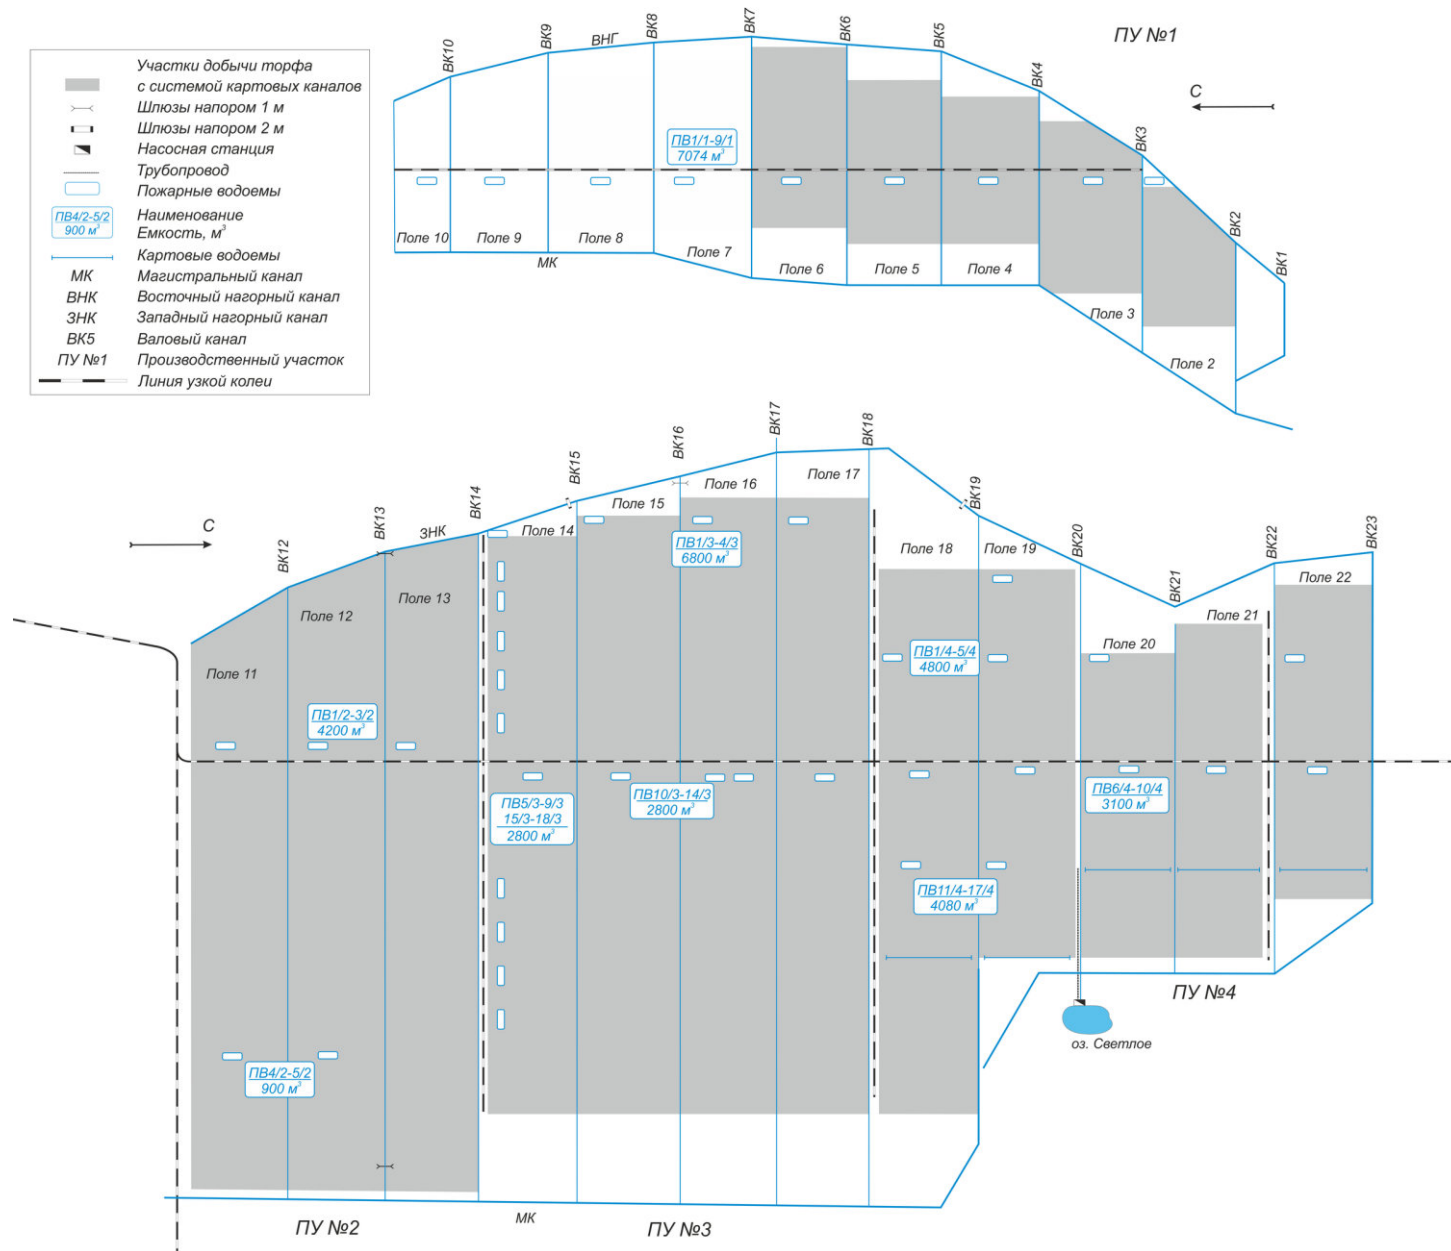 Участки добычи торфа
с системой картовых каналов
Шлюзы напором 1 м
Шлюзы напором 2 м
Насосная станция
Трубопровод
Пожарные водоемы
ПВ4/2-5/2
900 м³
Наименование
Емкость, м³
Картовые водоемы
МК Магистральный канал
ВНК Восточный нагорный канал
ЗНК Западный нагорный канал
ВК5 Валовый канал
ПУ №1 Производственный участок
Линия узкой колеи
ПУ №1
С
ВК10
ВК9
ВНГ
ВК8
ВК7
ВК6
ВК5
ВК4
ВК3
ВК2
ВК1
ПВ1/1-9/1
7074 м³
Поле 10
Поле 9
Поле 8
Поле 7
Поле 6
Поле 5
Поле 4
Поле 3
Поле 2
МК
С
ВК12
ВК13
ЗНК
ВК14
ВК15
ВК16
ВК17
ВК18
ВК19
ВК20
ВК21
ВК22
ВК23
Поле 11
Поле 12
Поле 13
Поле 14
Поле 15
Поле 16
Поле 17
Поле 18
Поле 19
Поле 20
Поле 21
Поле 22
ПВ1/3-4/3
6800 м³
ПВ1/4-5/4
4800 м³
ПВ1/2-3/2
4200 м³
ПВ5/3-9/3
15/3-18/3
2800 м³
ПВ10/3-14/3
2800 м³
ПВ6/4-10/4
3100 м³
ПВ11/4-17/4
4080 м³
ПВ4/2-5/2
900 м³
оз. Светлое
ПУ №4
МК
ПУ №2
ПУ №3